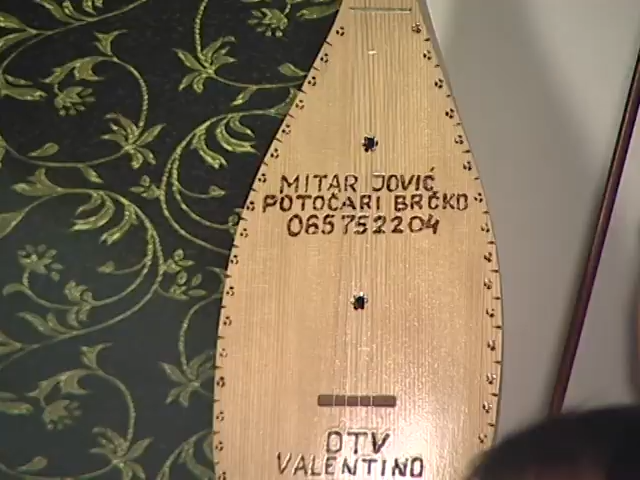 MITAR JOVIĆ
POTOČARI BRČKO
065752204
OTV
VALENTINO